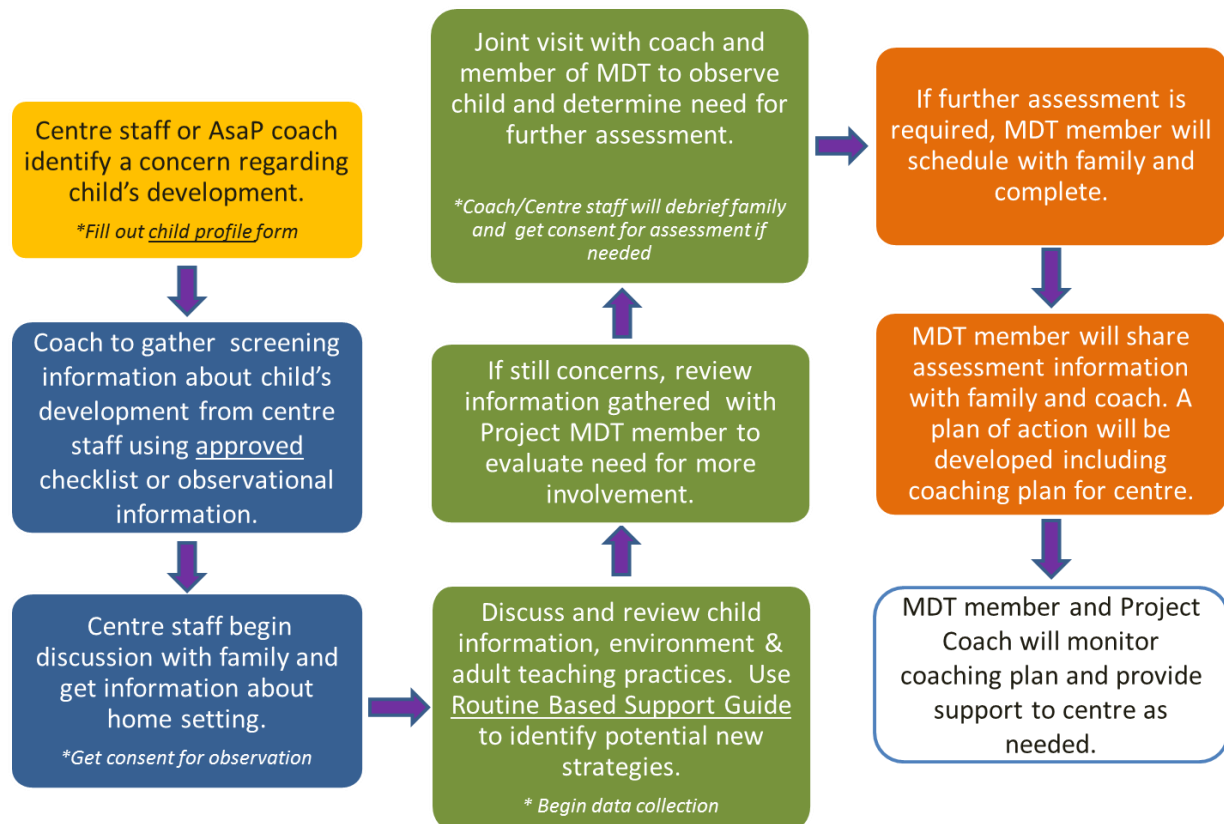 Centre staff or AsaP coach
identify a concern regarding
child's development.
*Fill out child profile form
Coach to gather screening
information about child's
development from centre
staff using approved
checklist or observational
information.
Centre staff begin
discussion with family and
get information about
home setting.
*Get consent for observation
Discuss and review child
information, environment &
adult teaching practices. Use
Routine Based Support Guide
to identify potential new
strategies.
* Begin data collection
If still concerns, review
information gathered with
Project MDT member to
evaluate need for more
involvement.
Joint visit with coach and
member of MDT to observe
child and determine need for
further assessment.
*Coach/Centre staff will debrief family
and get consent for assessment if
needed
If further assessment is
required, MDT member will
schedule with family and
complete.
MDT member will share
assessment information
with family and coach. A
plan of action will be
developed including
coaching plan for centre.
MDT member and Project
Coach will monitor
coaching plan and provide
support to centre as
needed.